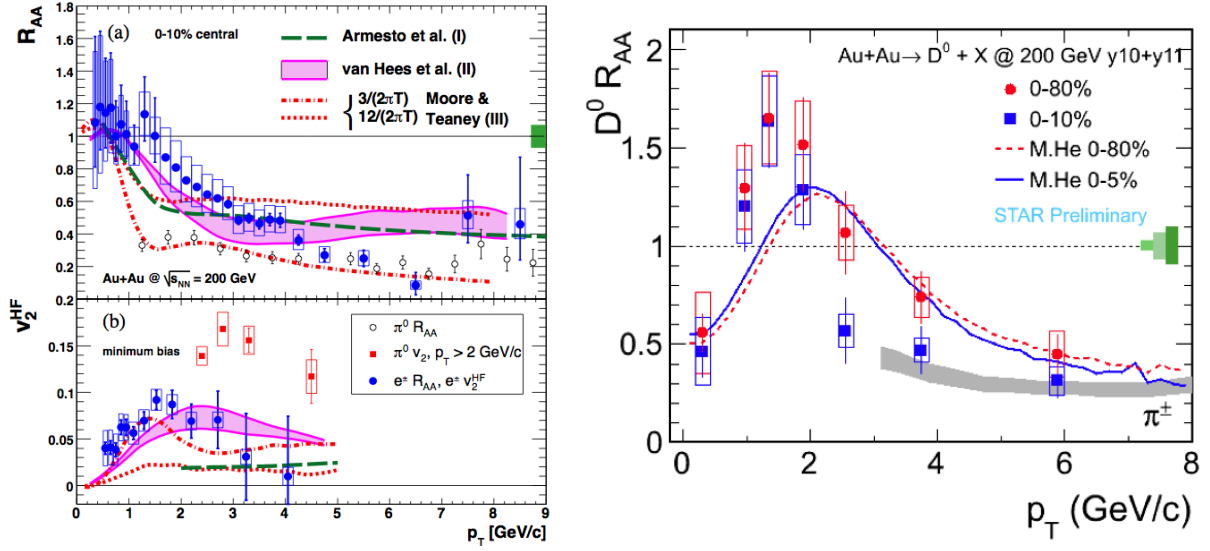 R_AA
1.8
1.6
1.4
1.2
1
0.8
0.6
0.4
0.2
(a)
0-10% central
Armesto et al. (I)
van Hees et al. (II)
3/(2πT)
12/(2πT)
Moore &
Teaney (III)
Au+Au @ √s_NN = 200 GeV
v_2^HF
0.2
0.15
0.1
0.05
0
(b)
minimum bias
π⁰ R_AA
π⁰ v₂, p_T > 2 GeV/c
e± R_AA, e± v_2^HF
0 1 2 3 4 5 6 7 8 9
p_T [GeV/c]
D⁰ R_AA
2
1.5
1
0.5
0
Au+Au→ D⁰ + X @ 200 GeV y10+y11
0-80%
0-10%
M.He 0-80%
M.He 0-5%
STAR Preliminary
π±
0 2 4 6 8
p_T (GeV/c)